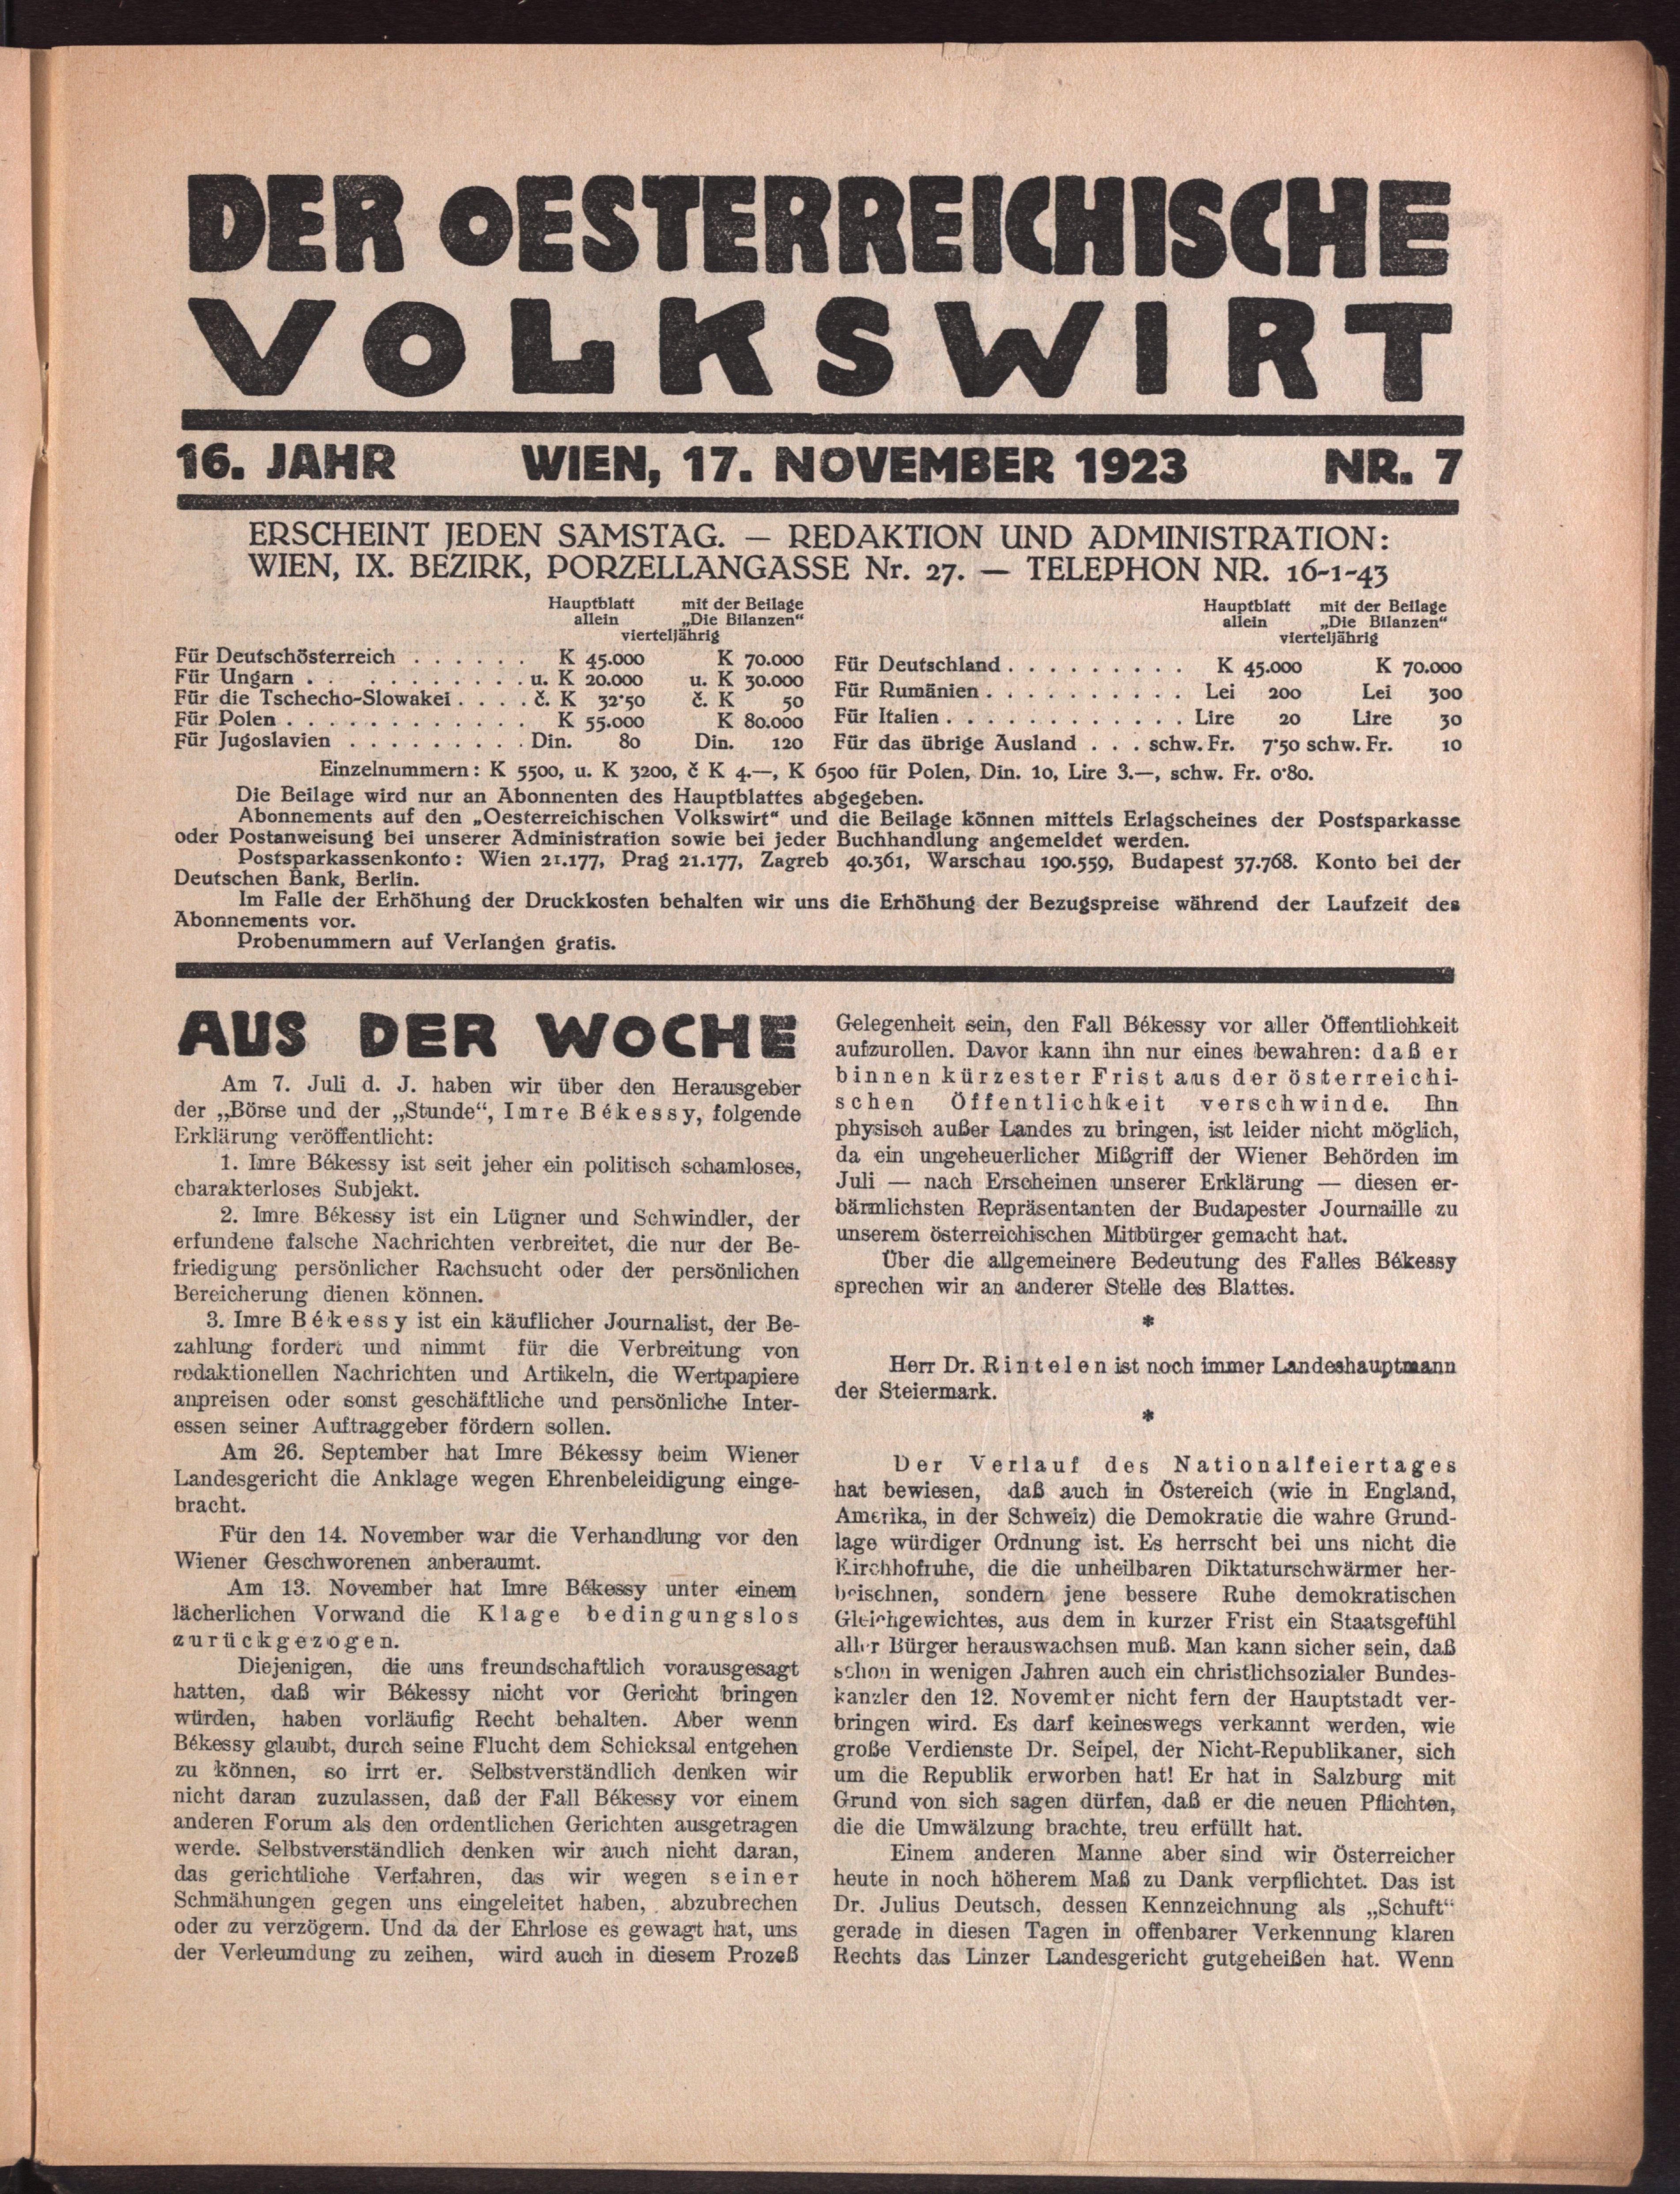 DER OESTERREICHISCHE
VOLKSWIRT
16. JAHR WIEN, 17. NOVEMBER 1923 NR. 7
ERSCHEINT JEDEN SAMSTAG. — REDAKTION UND ADMINISTRATION:
WIEN, IX. BEZIRK, PORZELLANGASSE Nr. 27. — TELEPHON NR. 16-1-43
Hauptblatt mit der Beilage
allein „Die Bilanzen“
vierteljährig
Für Deutschösterreich . . . . . . K 45.000 K 70.000
Für Ungarn . . . . . . . . . . . u. K 20.000 u. K 30.000
Für die Tschecho-Slowakei . . . . č. K 32·50 č. K 50
Für Polen . . . . . . . . . . . . K 55.000 K 80.000
Für Jugoslavien . . . . . . . . . Din. 80 Din. 120
Hauptblatt mit der Beilage
allein „Die Bilanzen“
vierteljährig
Für Deutschland . . . . . . . . . K 45.000 K 70.000
Für Rumänien . . . . . . . . . . Lei 200 Lei 300
Für Italien . . . . . . . . . . . . Lire 20 Lire 30
Für das übrige Ausland . . . schw. Fr. 7·50 schw. Fr. 10
Einzelnummern: K 5500, u. K 3200, č K 4.—, K 6500 für Polen, Din. 10, Lire 3.—, schw. Fr. 0·80.
Die Beilage wird nur an Abonnenten des Hauptblattes abgegeben.
Abonnements auf den „Oesterreichischen Volkswirt“ und die Beilage können mittels Erlagscheines der Postsparkasse
oder Postanweisung bei unserer Administration sowie bei jeder Buchhandlung angemeldet werden.
Postsparkassenkonto: Wien 21.177, Prag 21.177, Zagreb 40.361, Warschau 190.559, Budapest 37.768. Konto bei der
Deutschen Bank, Berlin.
Im Falle der Erhöhung der Druckkosten behalten wir uns die Erhöhung der Bezugspreise während der Laufzeit des
Abonnements vor.
Probenummern auf Verlangen gratis.
AUS DER WOCHE
Am 7. Juli d. J. haben wir über den Herausgeber
der „Börse und der „Stunde“, Imre Békessy, folgende
Erklärung veröffentlicht:
1. Imre Békessy ist seit jeher ein politisch schamloses,
charakterloses Subjekt.
2. Imre Békessy ist ein Lügner und Schwindler, der
erfundene falsche Nachrichten verbreitet, die nur der Be-
friedigung persönlicher Rachsucht oder der persönlichen
Bereicherung dienen können.
3. Imre Békessy ist ein käuflicher Journalist, der Be-
zahlung fordert und nimmt für die Verbreitung von
redaktionellen Nachrichten und Artikeln, die Wertpapiere
anpreisen oder sonst geschäftliche und persönliche Inter-
essen seiner Auftraggeber fördern sollen.
Am 26. September hat Imre Békessy beim Wiener
Landesgericht die Anklage wegen Ehrenbeleidigung einge-
bracht.
Für den 14. November war die Verhandlung vor den
Wiener Geschworenen anberaumt.
Am 13. November hat Imre Békessy unter einem
lächerlichen Vorwand die Klage bedingungslos
zurückgezogen.
Diejenigen, die uns freundschaftlich vorausgesagt
hatten, daß wir Békessy nicht vor Gericht bringen
würden, haben vorläufig Recht behalten. Aber wenn
Békessy glaubt, durch seine Flucht dem Schicksal entgehen
zu können, so irrt er. Selbstverständlich denken wir
nicht daran zuzulassen, daß der Fall Békessy vor einem
anderen Forum als den ordentlichen Gerichten ausgetragen
werde. Selbstverständlich denken wir auch nicht daran,
das gerichtliche Verfahren, das wir wegen seiner
Schmähungen gegen uns eingeleitet haben, abzubrechen
oder zu verzögern. Und da der Ehrlose es gewagt hat, uns
der Verleumdung zu zeihen, wird auch in diesem Prozeß
Gelegenheit sein, den Fall Békessy vor aller Öffentlichkeit
aufzurollen. Davor kann ihn nur eines bewahren: daß er
binnen kürzester Frist aus der österreichi-
schen Öffentlichkeit verschwinde. Ihn
physisch außer Landes zu bringen, ist leider nicht möglich,
da ein ungeheuerlicher Mißgriff der Wiener Behörden im
Juli — nach Erscheinen unserer Erklärung — diesen er-
bärmlichsten Repräsentanten der Budapester Journaille zu
unserem österreichischen Mitbürger gemacht hat.
Über die allgemeinere Bedeutung des Falles Békessy
sprechen wir an anderer Stelle des Blattes.
*
Herr Dr. Rintelen ist noch immer Landeshauptmann
der Steiermark.
*
Der Verlauf des Nationalfeiertages
hat bewiesen, daß auch in Östereich (wie in England,
Amerika, in der Schweiz) die Demokratie die wahre Grund-
lage würdiger Ordnung ist. Es herrscht bei uns nicht die
Kirchhofruhe, die die unheilbaren Diktaturschwärmer her-
beisehnen, sondern jene bessere Ruhe demokratischen
Gleichgewichtes, aus dem in kurzer Frist ein Staatsgefühl
aller Bürger herauswachsen muß. Man kann sicher sein, daß
schon in wenigen Jahren auch ein christlichsozialer Bundes-
kanzler den 12. November nicht fern der Hauptstadt ver-
bringen wird. Es darf keineswegs verkannt werden, wie
große Verdienste Dr. Seipel, der Nicht-Republikaner, sich
um die Republik erworben hat! Er hat in Salzburg mit
Grund von sich sagen dürfen, daß er die neuen Pflichten,
die die Umwälzung brachte, treu erfüllt hat.
Einem anderen Manne aber sind wir Österreicher
heute in noch höherem Maß zu Dank verpflichtet. Das ist
Dr. Julius Deutsch, dessen Kennzeichnung als „Schuft“
gerade in diesen Tagen in offenbarer Verkennung klaren
Rechts das Linzer Landesgericht gutgeheißen hat. Wenn